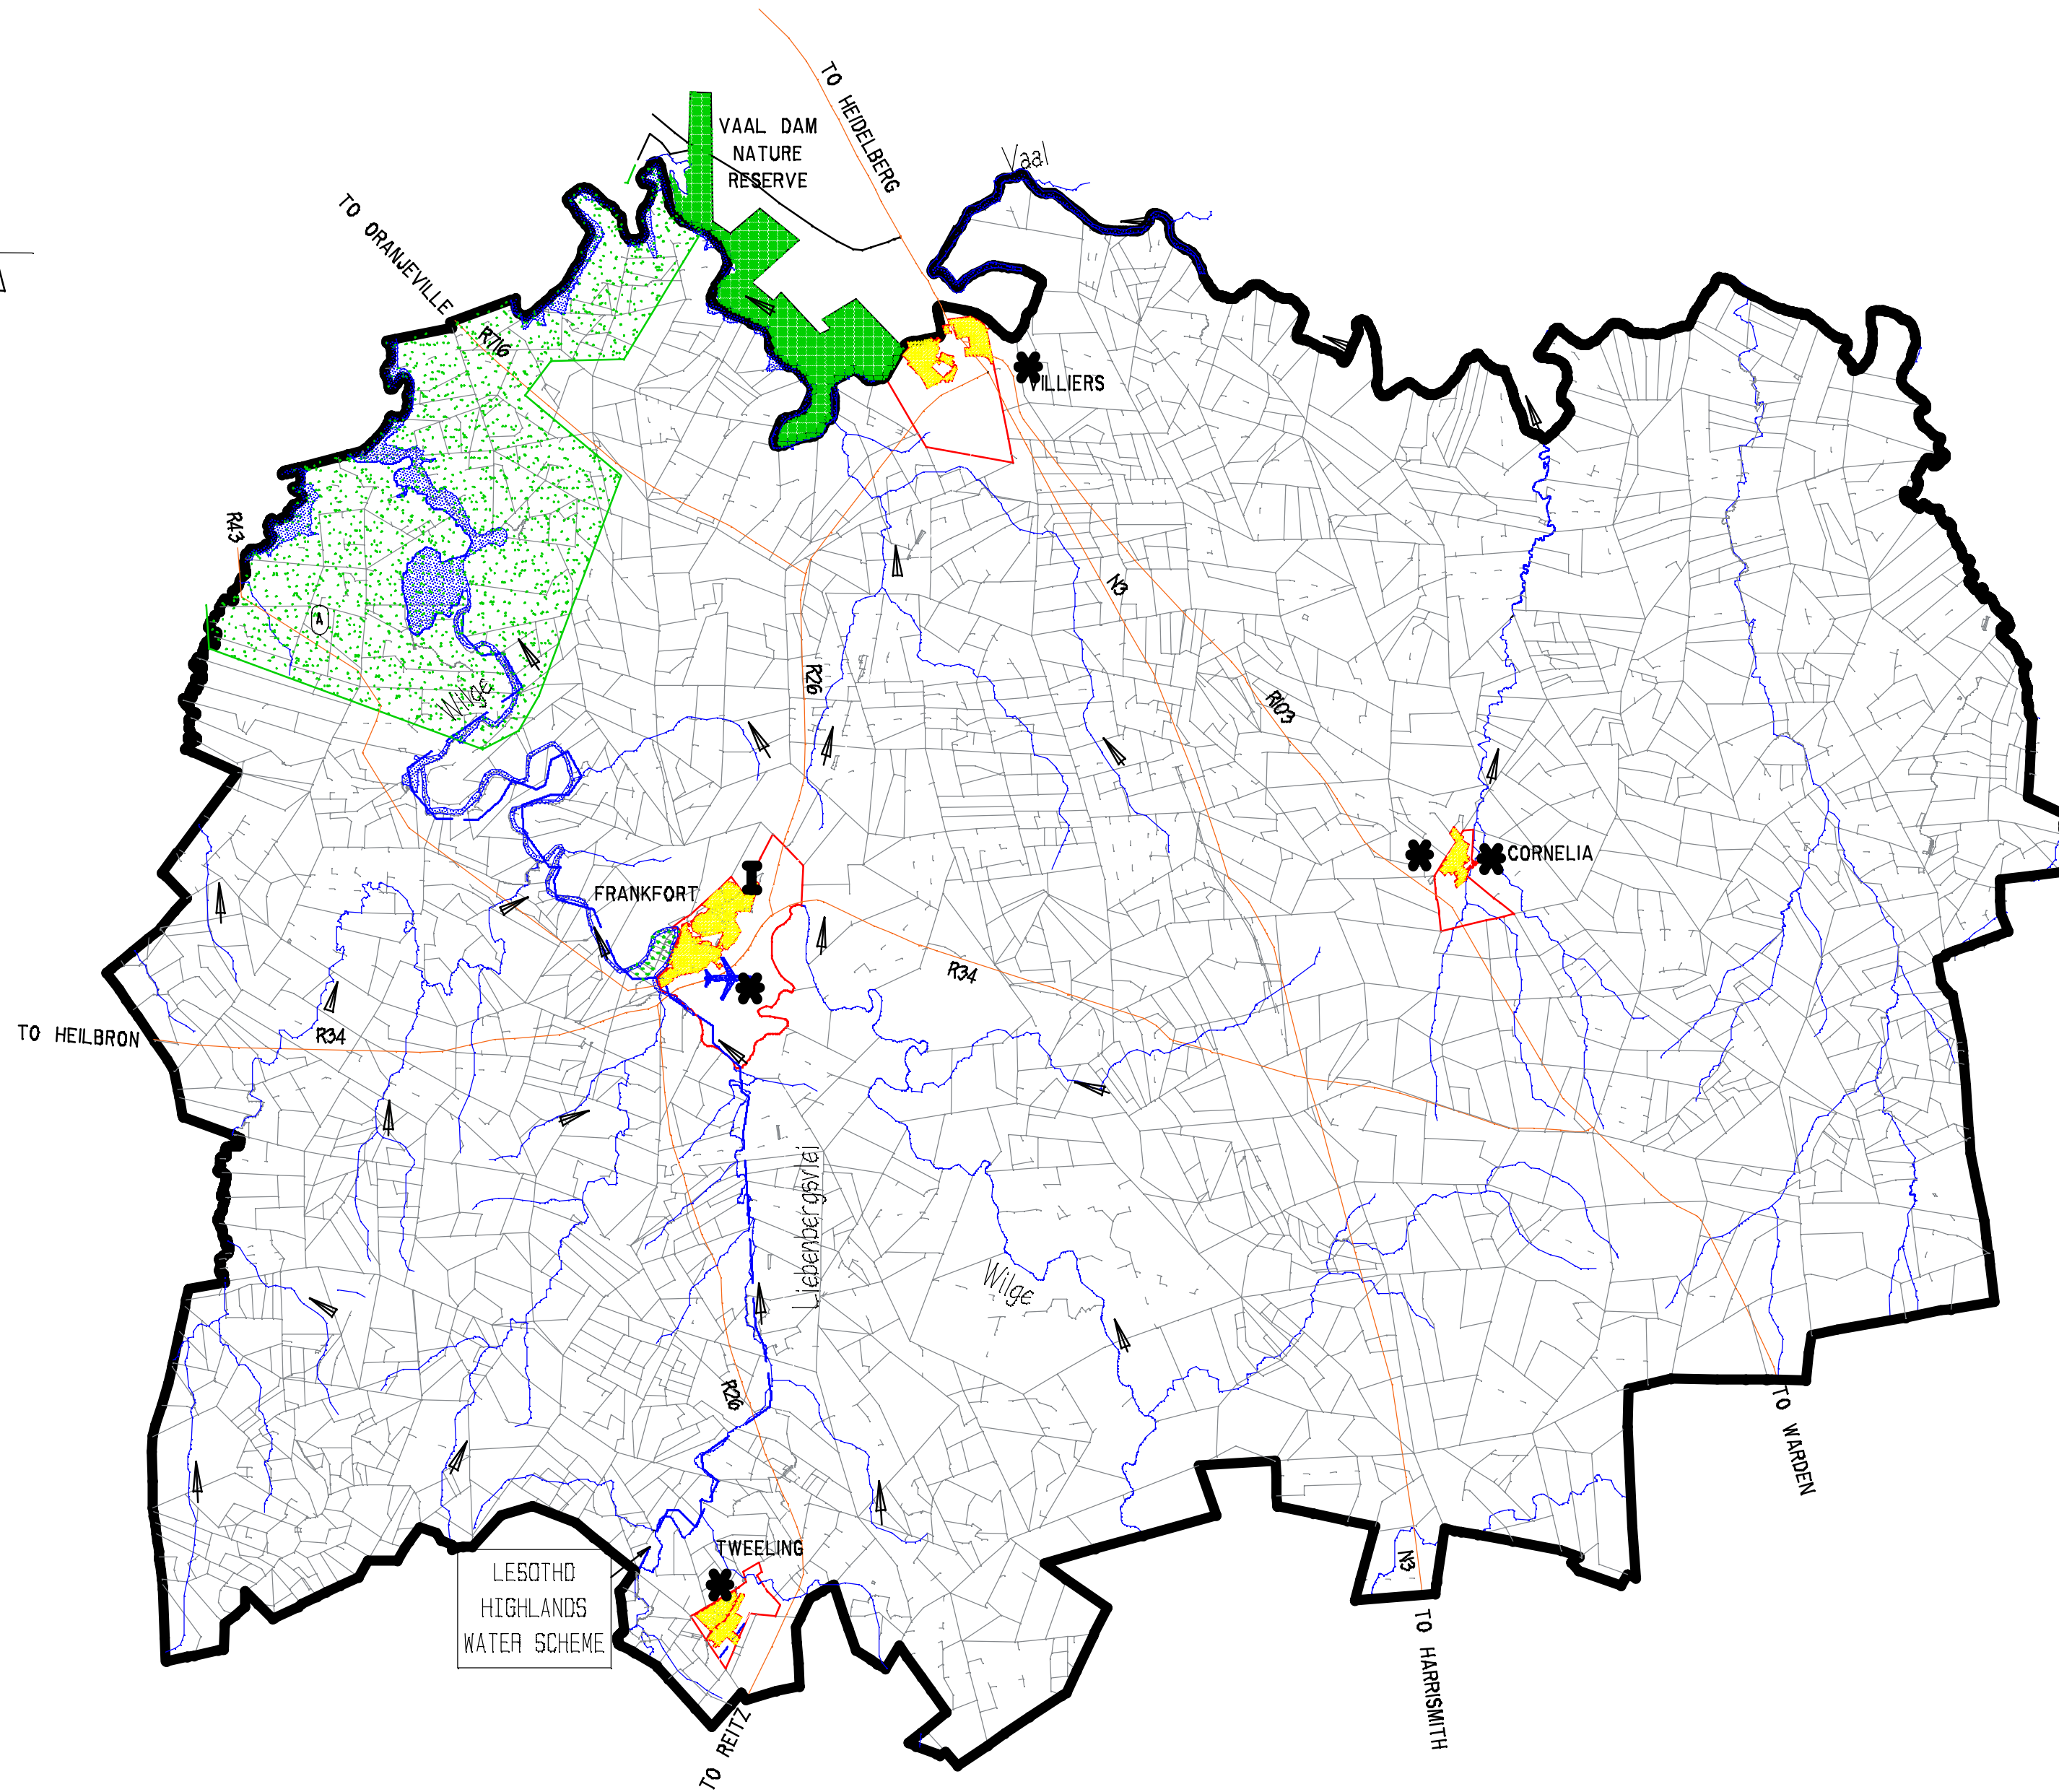 TO HEIDELBERG
VAAL DAM
NATURE
RESERVE
Vaal
TO ORANJEVILLE
R716
VILLIERS
R43
N3
A
R26
Wilge
R103
CORNELIA
FRANKFORT
R34
TO HEILBRON
R34
Liebenbergsvlei
Wilge
R26
TO WARDEN
TWEELING
N3
LESOTHO
HIGHLANDS
WATER SCHEME
TO HARRISMITH
TO REITZ